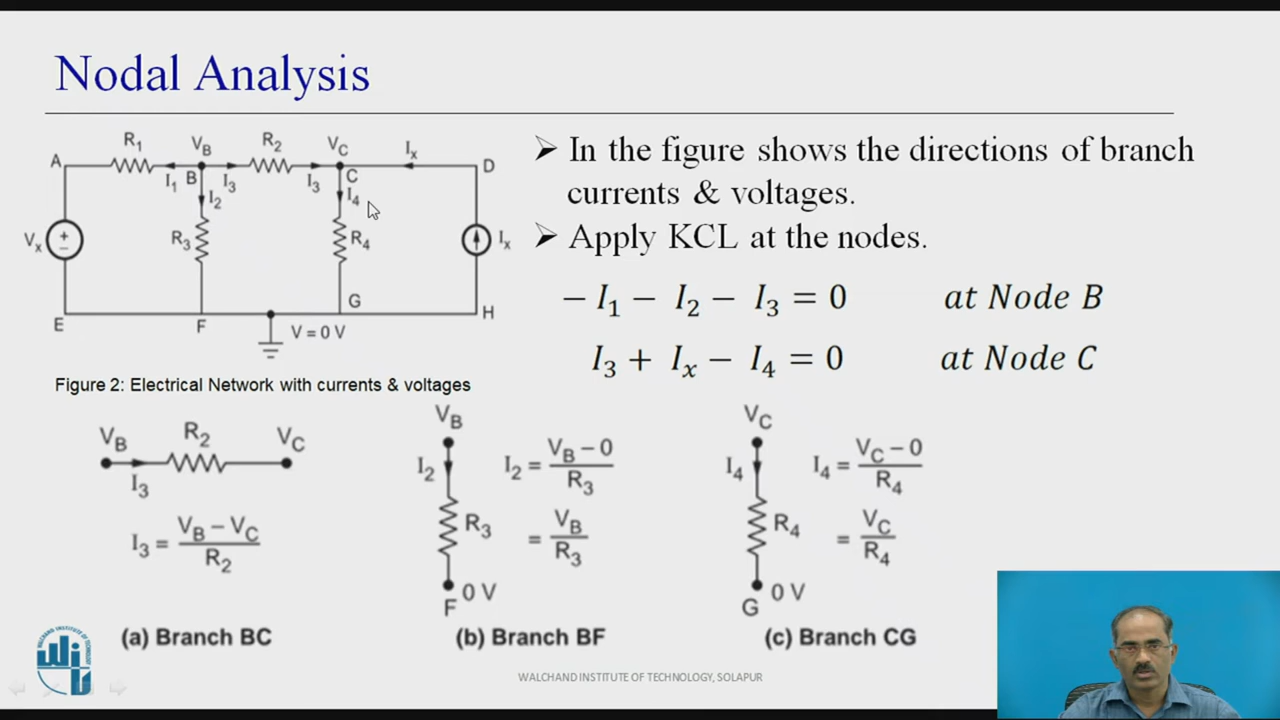 Nodal Analysis
R1 VB R2 VC Ix
A I1 B I3 I3 C D
I2 I4
Vx + − R3 R4 Ix
G
E F V = 0 V H
Figure 2: Electrical Network with currents & voltages
➢ In the figure shows the directions of branch
currents & voltages.
➢ Apply KCL at the nodes.
− I1 − I2 − I3 = 0 at Node B
I3 + Ix − I4 = 0 at Node C
VB R2 VC
I3
I3 = (VB − VC)/R2
(a) Branch BC
VB
I2 I2 = (VB − 0)/R3
R3 = VB/R3
0 V
F
(b) Branch BF
VC
I4 I4 = (VC − 0)/R4
R4 = VC/R4
0 V
G
(c) Branch CG
WALCHAND INSTITUTE OF TECHNOLOGY, SOLAPUR